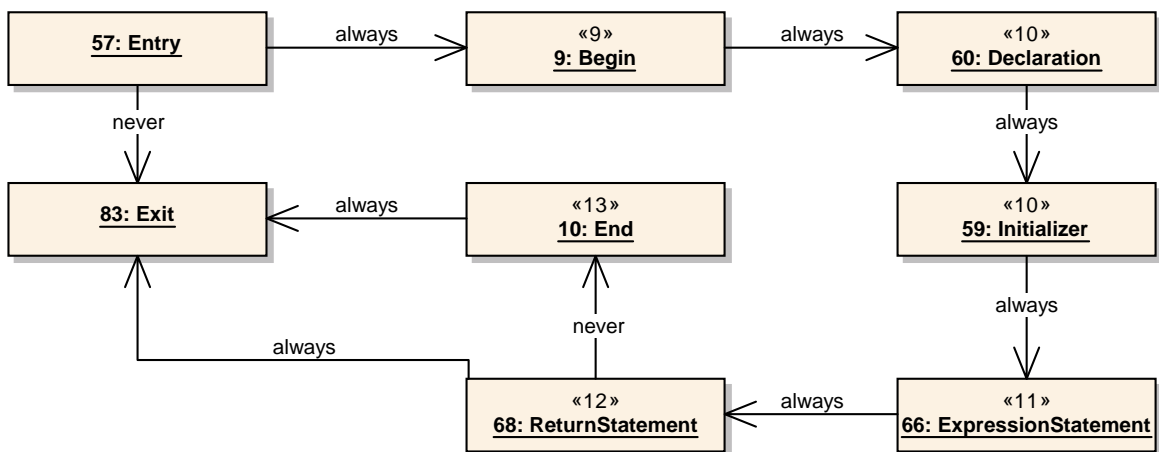 57: Entry
always
«9»
9: Begin
always
«10»
60: Declaration
never
always
83: Exit
always
«13»
10: End
«10»
59: Initializer
always
never
always
«12»
68: ReturnStatement
always
«11»
66: ExpressionStatement